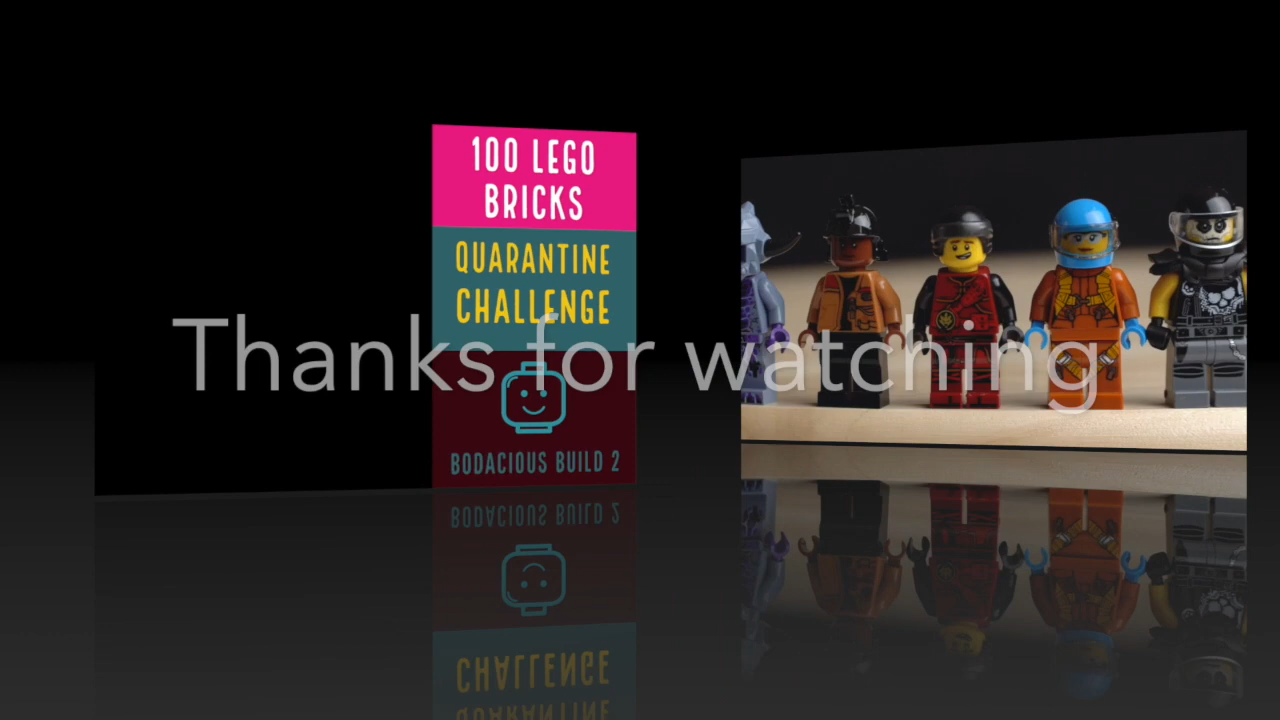 100 LEGO
BRICKS
QUARANTINE
CHALLENGE
Thanks for watching
BODACIOUS BUILD 2